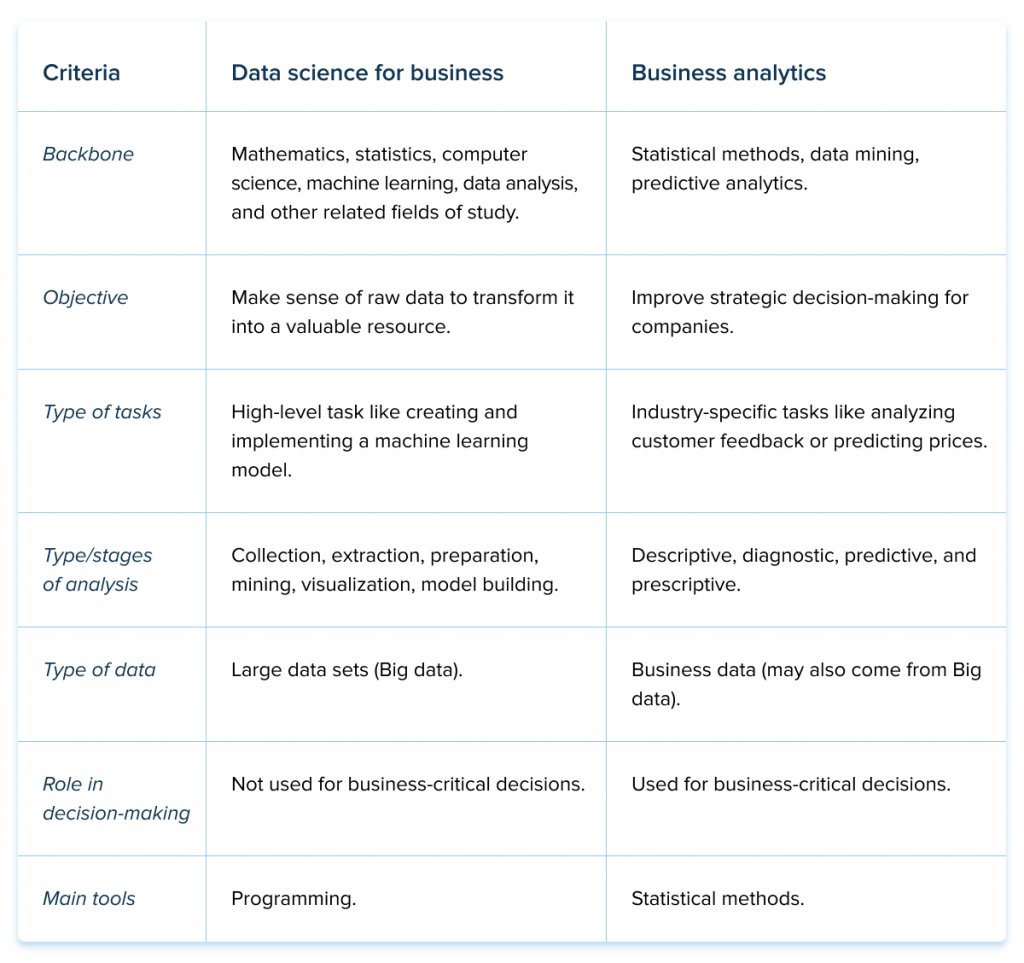 Criteria
Data science for business
Business analytics
Backbone
Mathematics, statistics, computer
science, machine learning, data analysis,
and other related fields of study.
Statistical methods, data mining,
predictive analytics.
Objective
Make sense of raw data to transform it
into a valuable resource.
Improve strategic decision-making for
companies.
Type of tasks
High-level task like creating and
implementing a machine learning
model.
Industry-specific tasks like analyzing
customer feedback or predicting prices.
Type/stages
of analysis
Collection, extraction, preparation,
mining, visualization, model building.
Descriptive, diagnostic, predictive, and
prescriptive.
Type of data
Large data sets (Big data).
Business data (may also come from Big
data).
Role in
decision-making
Not used for business-critical decisions.
Used for business-critical decisions.
Main tools
Programming.
Statistical methods.